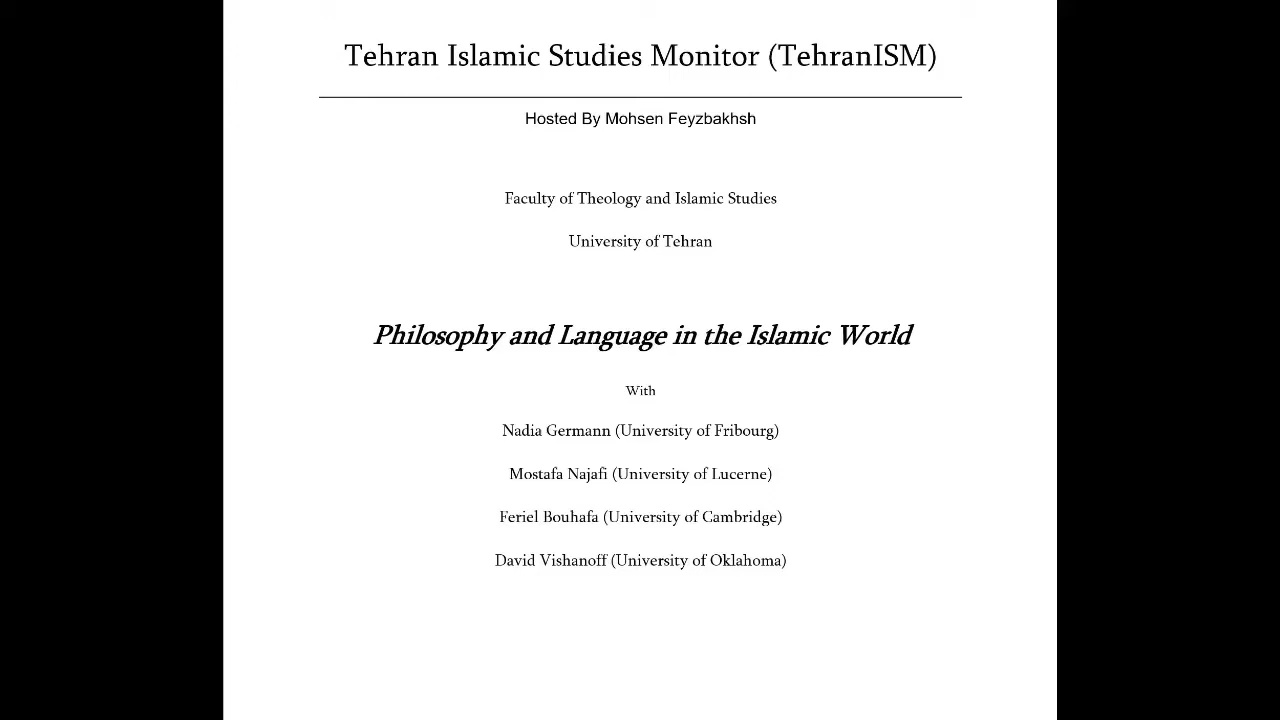 Tehran Islamic Studies Monitor (TehranISM)
Hosted By Mohsen Feyzbakhsh
Faculty of Theology and Islamic Studies
University of Tehran
Philosophy and Language in the Islamic World
With
Nadia Germann (University of Fribourg)
Mostafa Najafi (University of Lucerne)
Feriel Bouhafa (University of Cambridge)
David Vishanoff (University of Oklahoma)